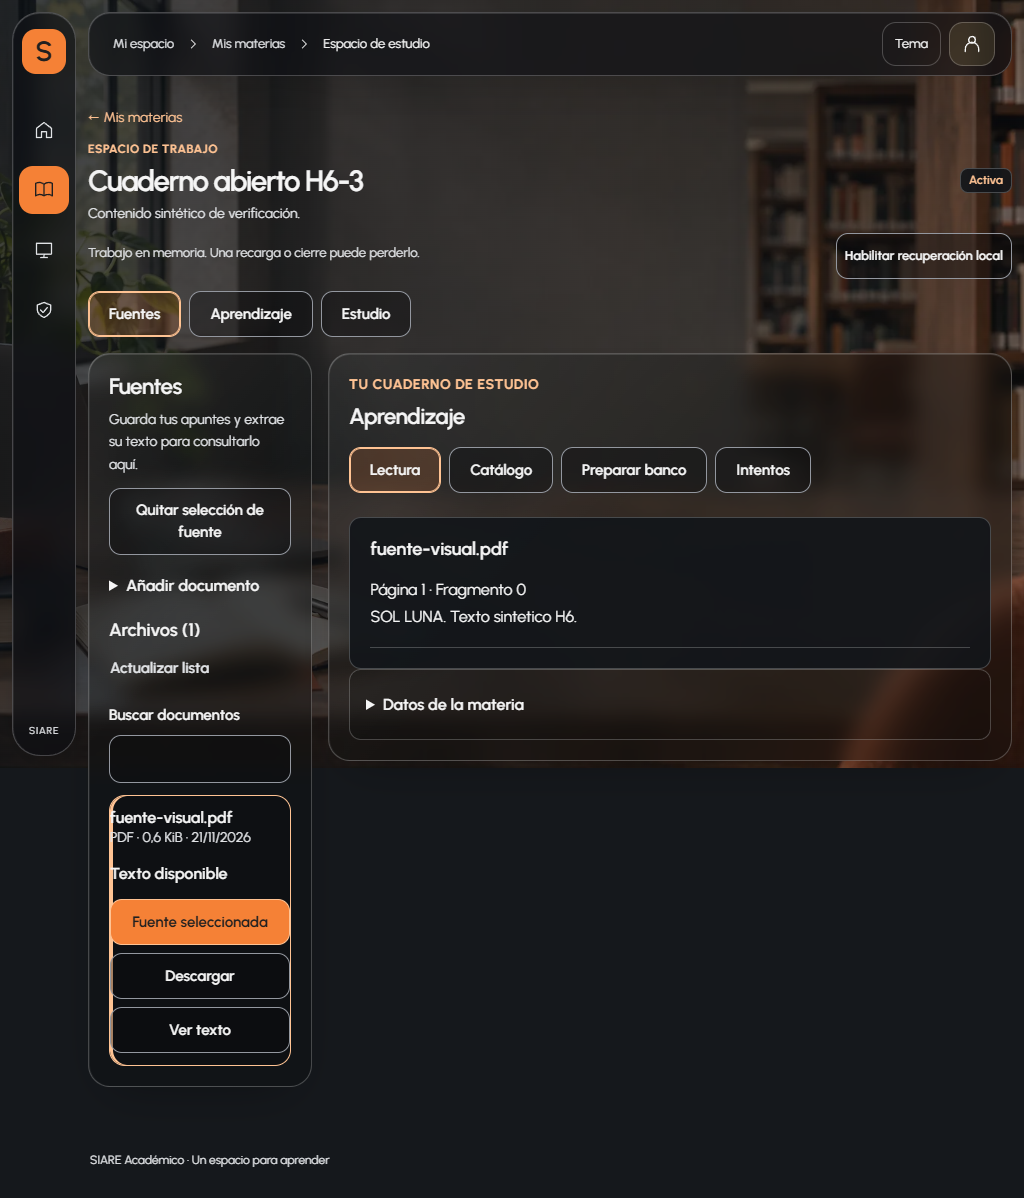 S
Mi espacio > Mis materias > Espacio de estudio
Tema
← Mis materias
ESPACIO DE TRABAJO
Cuaderno abierto H6-3
Activa
Contenido sintético de verificación.
Trabajo en memoria. Una recarga o cierre puede perderlo.
Habilitar recuperación local
Fuentes
Aprendizaje
Estudio
Fuentes
Guarda tus apuntes y extrae
su texto para consultarlo
aquí.
Quitar selección de
fuente
Añadir documento
Archivos (1)
Actualizar lista
Buscar documentos
fuente-visual.pdf
PDF · 0,6 KiB · 21/11/2026
Texto disponible
Fuente seleccionada
Descargar
Ver texto
TU CUADERNO DE ESTUDIO
Aprendizaje
Lectura
Catálogo
Preparar banco
Intentos
fuente-visual.pdf
Página 1 · Fragmento 0
SOL LUNA. Texto sintetico H6.
Datos de la materia
SIARE
SIARE Académico · Un espacio para aprender